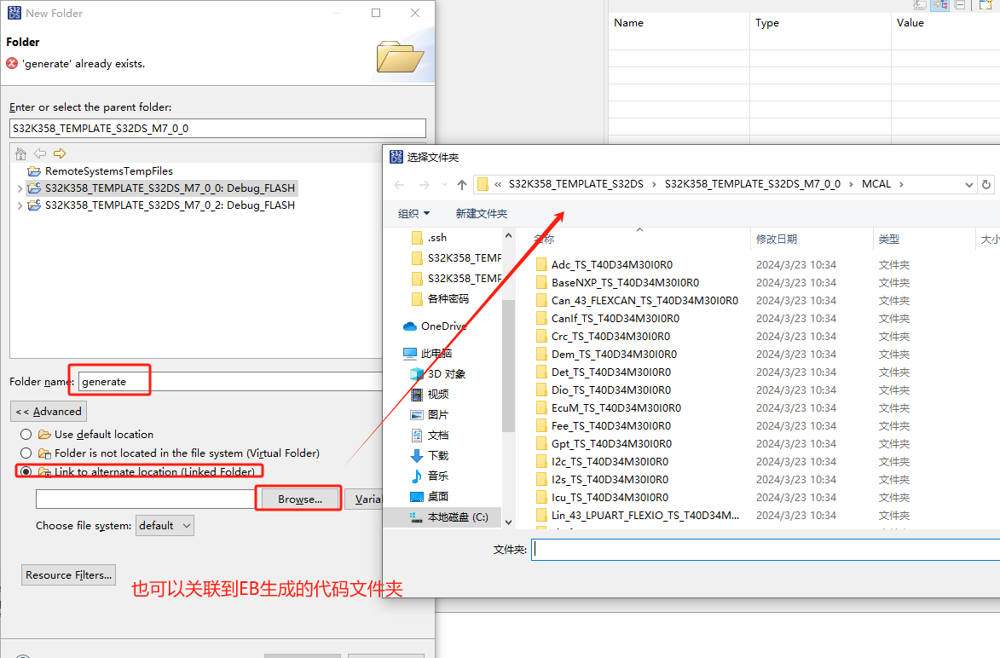 New Folder
Folder
'generate' already exists.
Enter or select the parent folder:
S32K358_TEMPLATE_S32DS_M7_0_0
RemoteSystemsTempFiles
S32K358_TEMPLATE_S32DS_M7_0_0: Debug_FLASH
S32K358_TEMPLATE_S32DS_M7_0_2: Debug_FLASH
Folder name:
generate
<< Advanced
Use default location
Folder is not located in the file system (Virtual Folder)
Link to alternate location (Linked Folder)
Browse...
Choose file system:
default
Resource Filters...
也可以关联到EB生成的代码文件夹
Name Type Value
选择文件夹
« S32K358_TEMPLATE_S32DS › S32K358_TEMPLATE_S32DS_M7_0_0 › MCAL ›
组织 新建文件夹
.ssh
S32K358_TEMP
S32K358_TEMP
各种密码
OneDrive
此电脑
3D 对象
视频
图片
文档
下载
音乐
桌面
本地磁盘 (C:)
名称 修改日期 类型
Adc_TS_T40D34M30I0R0 2024/3/23 10:34 文件夹
BaseNXP_TS_T40D34M30I0R0 2024/3/23 10:34 文件夹
Can_43_FLEXCAN_TS_T40D34M30I0R0 2024/3/23 10:34 文件夹
CanIf_TS_T40D34M30I0R0 2024/3/23 10:34 文件夹
Crc_TS_T40D34M30I0R0 2024/3/23 10:34 文件夹
Dem_TS_T40D34M30I0R0 2024/3/23 10:34 文件夹
Det_TS_T40D34M30I0R0 2024/3/23 10:34 文件夹
Dio_TS_T40D34M30I0R0 2024/3/23 10:34 文件夹
EcuM_TS_T40D34M30I0R0 2024/3/23 10:34 文件夹
Fee_TS_T40D34M30I0R0 2024/3/23 10:34 文件夹
Gpt_TS_T40D34M30I0R0 2024/3/23 10:34 文件夹
I2c_TS_T40D34M30I0R0 2024/3/23 10:34 文件夹
I2s_TS_T40D34M30I0R0 2024/3/23 10:34 文件夹
Icu_TS_T40D34M30I0R0 2024/3/23 10:34 文件夹
Lin_43_LPUART_FLEXIO_TS_T40D34M... 2024/3/23 10:34 文件夹
文件夹: